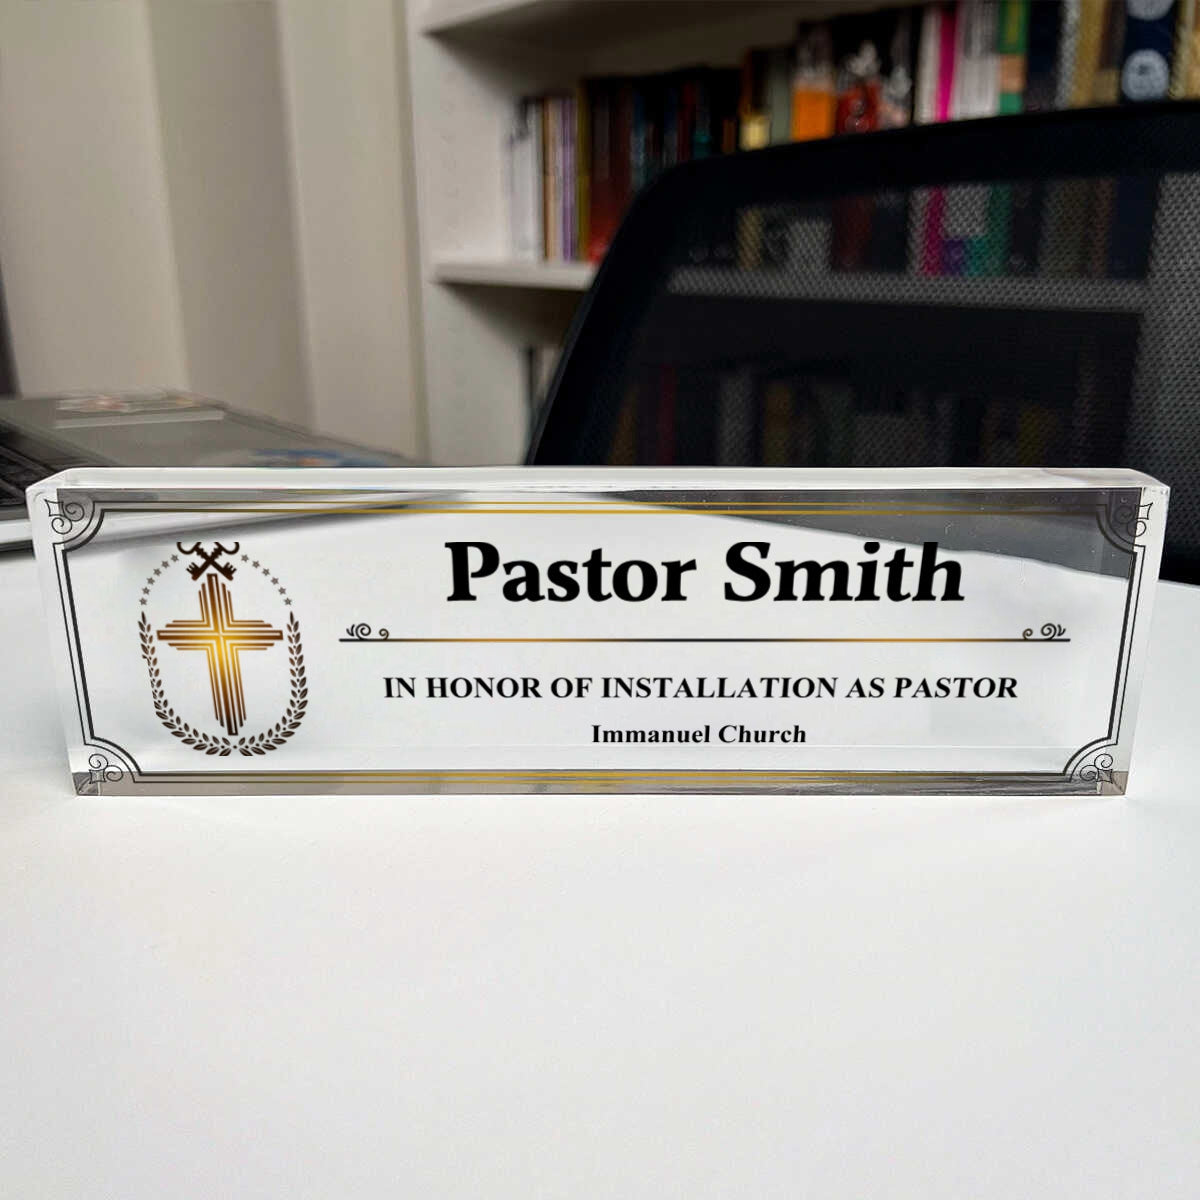 Pastor Smith
IN HONOR OF INSTALLATION AS PASTOR
Immanuel Church